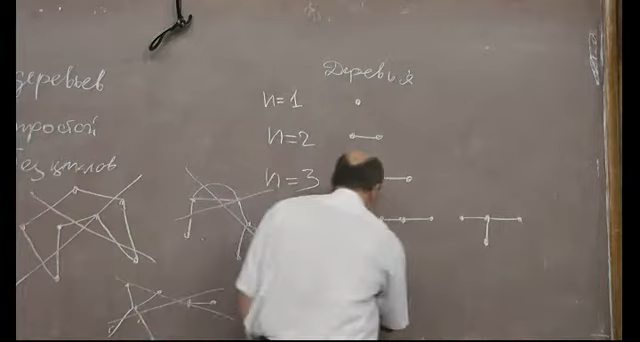 деревьев
простой
без циклов
Деревья
n=1
n=2
n=3